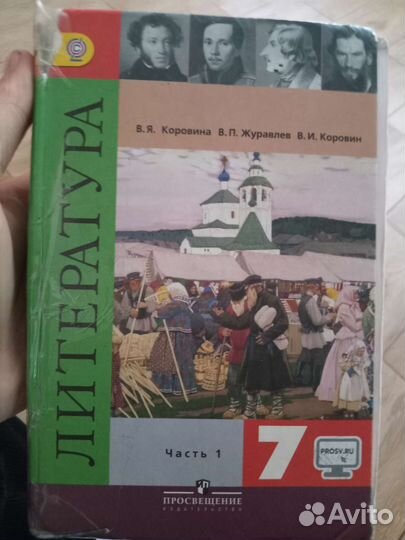 В.Я. Коровина В.П. Журавлев В.И. Коровин
ЛИТЕРАТУРА
Часть 1
7
PROSV.RU
ПРОСВЕЩЕНИЕ
ИЗДАТЕЛЬСТВО
Avito